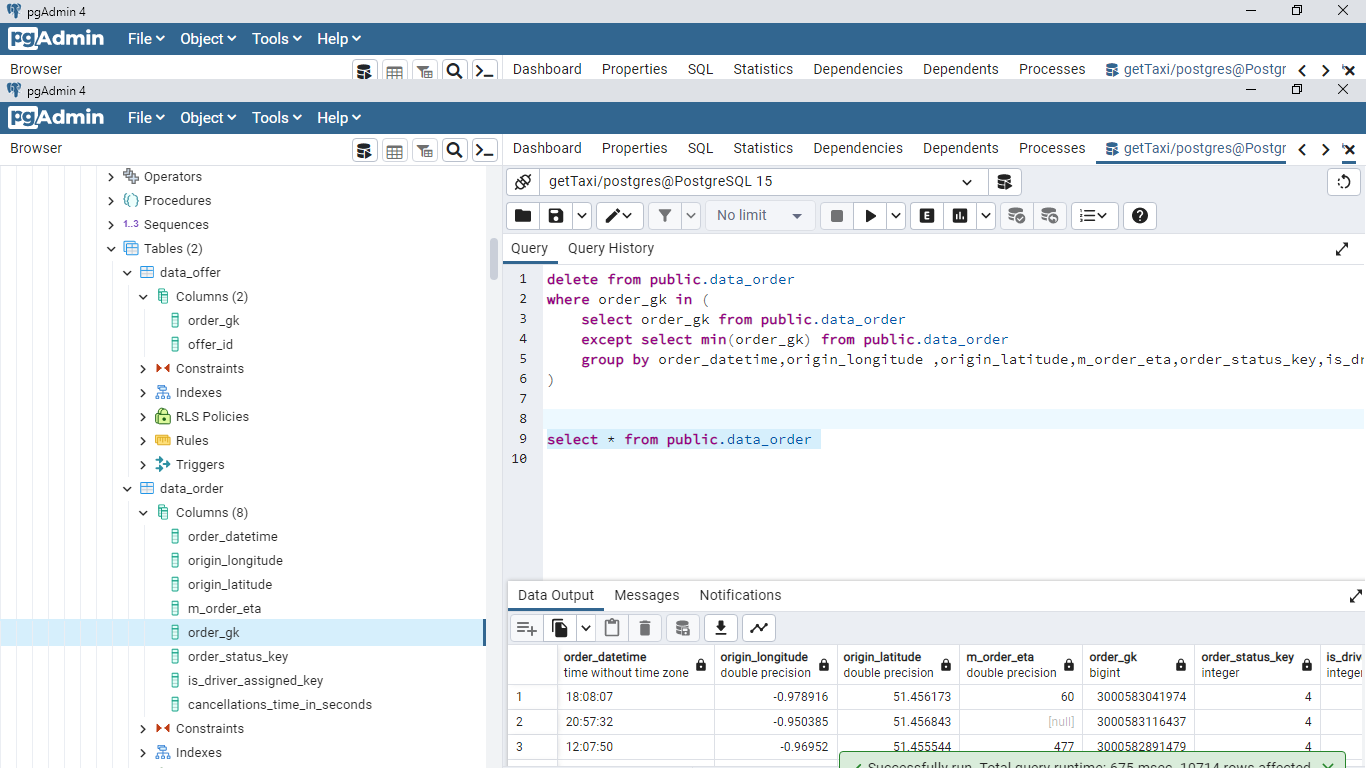 pgAdmin 4
pgAdmin File Object Tools Help
Browser Dashboard Properties SQL Statistics Dependencies Dependents Processes getTaxi/postgres@Postgr
pgAdmin 4
pgAdmin File Object Tools Help
Browser Dashboard Properties SQL Statistics Dependencies Dependents Processes getTaxi/postgres@Postgr
Operators
Procedures
1..3 Sequences
Tables (2)
data_offer
Columns (2)
order_gk
offer_id
Constraints
Indexes
RLS Policies
Rules
Triggers
data_order
Columns (8)
order_datetime
origin_longitude
origin_latitude
m_order_eta
order_gk
order_status_key
is_driver_assigned_key
cancellations_time_in_seconds
Constraints
Indexes
getTaxi/postgres@PostgreSQL 15
No limit E
Query Query History
1 delete from public.data_order
2 where order_gk in (
3 select order_gk from public.data_order
4 except select min(order_gk) from public.data_order
5 group by order_datetime,origin_longitude ,origin_latitude,m_order_eta,order_status_key,is_dr
6 )
7
8
9 select * from public.data_order
10
Data Output Messages Notifications
order_datetime origin_longitude origin_latitude m_order_eta order_gk order_status_key is_driv
time without time zone double precision double precision double precision bigint integer integer
1 18:08:07 -0.978916 51.456173 60 3000583041974 4
2 20:57:32 -0.950385 51.456843 [null] 3000583116437 4
3 12:07:50 -0.96952 51.455544 477 3000582891479 4
Successfully run. Total query runtime: 675 msec. 10714 rows affected.